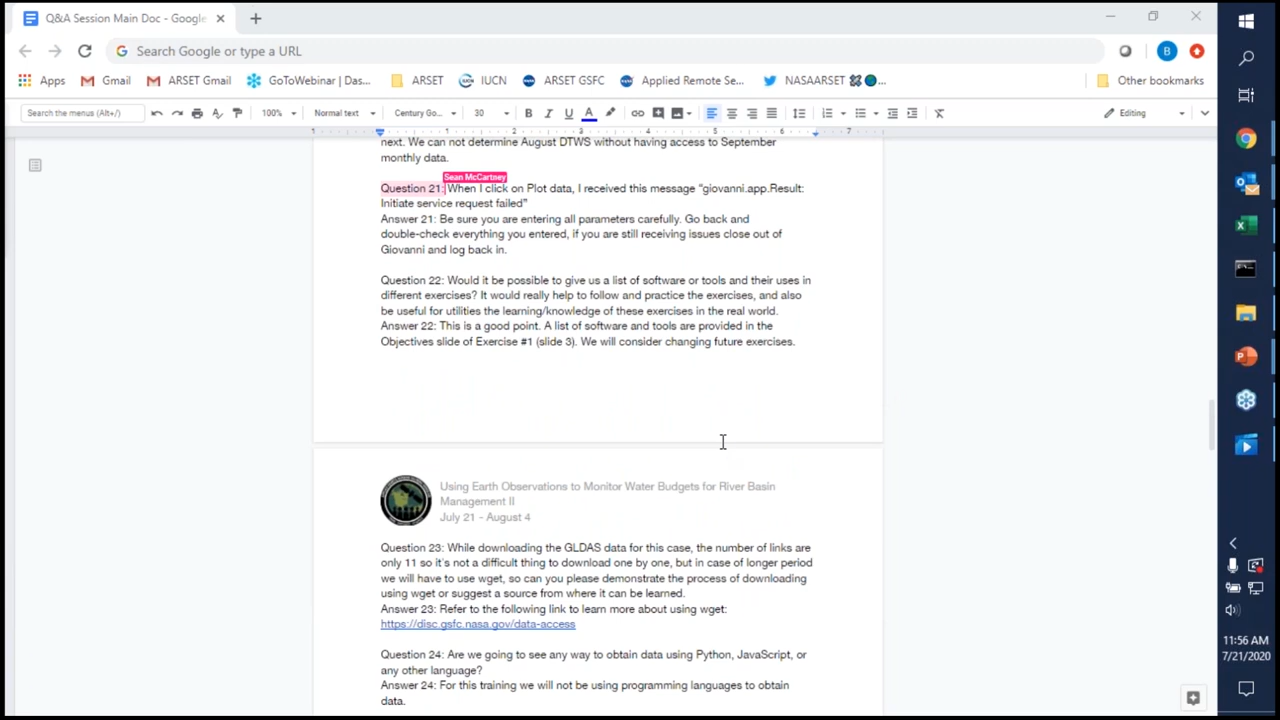 Q&A Session Main Doc - Google
Search Google or type a URL
Apps Gmail ARSET Gmail GoToWebinar | Das... ARSET IUCN ARSET GSFC Applied Remote Se... NASAARSET ... Other bookmarks
Search the menus (Alt+/) 100% Normal text Century Go... 30 B I U A Editing
1 1 2 3 4 5 6 7
next. We can not determine August DTWS without having access to September
monthly data.
Sean McCartney
Question 21: When I click on Plot data, I received this message “giovanni.app.Result:
Initiate service request failed”
Answer 21: Be sure you are entering all parameters carefully. Go back and
double-check everything you entered, if you are still receiving issues close out of
Giovanni and log back in.
Question 22: Would it be possible to give us a list of software or tools and their uses in
different exercises? It would really help to follow and practice the exercises, and also
be useful for utilities the learning/knowledge of these exercises in the real world.
Answer 22: This is a good point. A list of software and tools are provided in the
Objectives slide of Exercise #1 (slide 3). We will consider changing future exercises.
Using Earth Observations to Monitor Water Budgets for River Basin
Management II
July 21 - August 4
Question 23: While downloading the GLDAS data for this case, the number of links are
only 11 so it's not a difficult thing to download one by one, but in case of longer period
we will have to use wget, so can you please demonstrate the process of downloading
using wget or suggest a source from where it can be learned.
Answer 23: Refer to the following link to learn more about using wget:
https://disc.gsfc.nasa.gov/data-access
Question 24: Are we going to see any way to obtain data using Python, JavaScript, or
any other language?
Answer 24: For this training we will not be using programming languages to obtain
data.
11:56 AM
7/21/2020